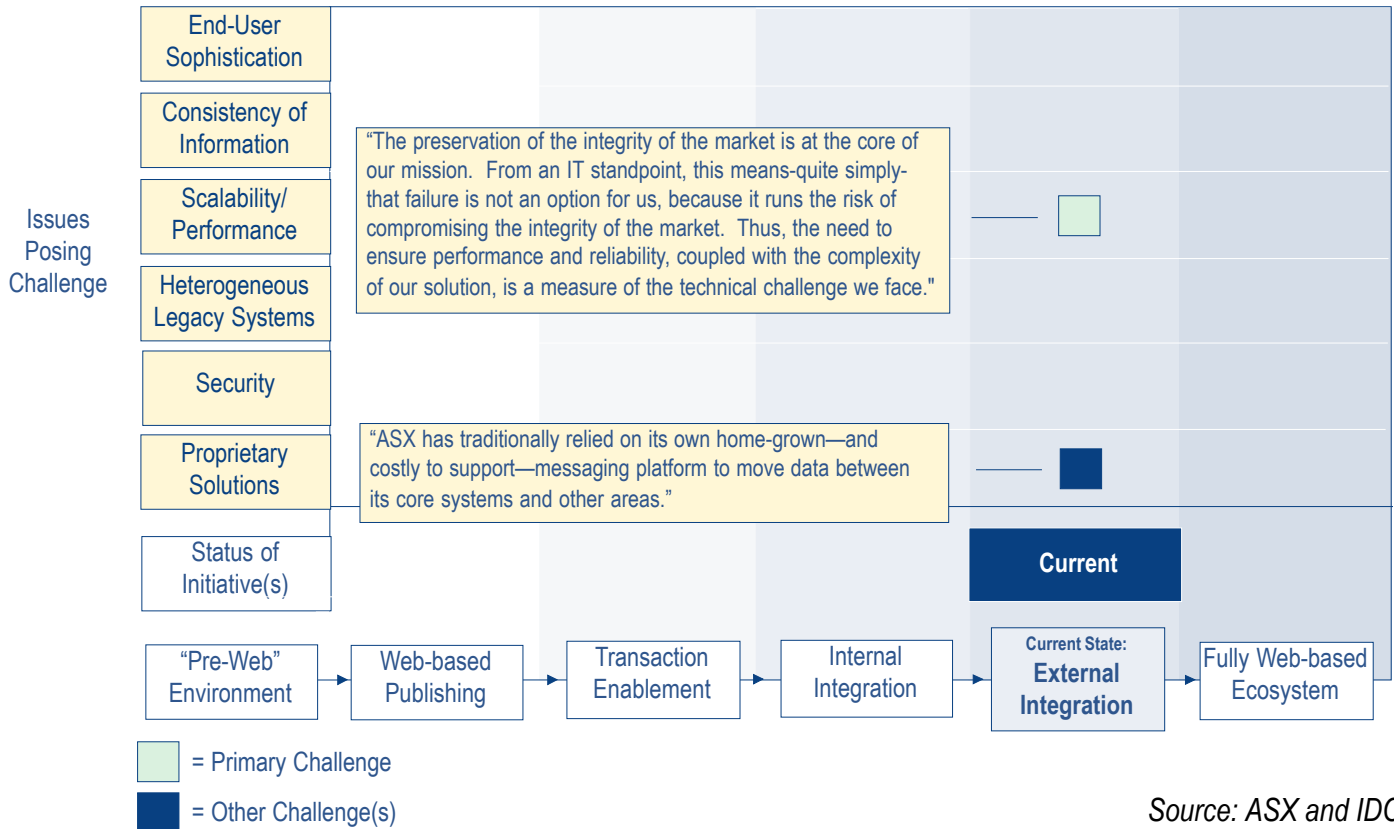 End-User
Sophistication
Consistency of
Information
“The preservation of the integrity of the market is at the core of
our mission.  From an IT standpoint, this means-quite simply-
that failure is not an option for us, because it runs the risk of
compromising the integrity of the market.  Thus, the need to
ensure performance and reliability, coupled with the complexity
of our solution, is a measure of the technical challenge we face."
Scalability/
Performance
Issues
Posing
Challenge
Heterogeneous
Legacy Systems
Security
Proprietary
Solutions
“ASX has traditionally relied on its own home-grown—and
costly to support—messaging platform to move data between
its core systems and other areas.”
Status of
Initiative(s)
Current
“Pre-Web”
Environment
Web-based
Publishing
Transaction
Enablement
Internal
Integration
Current State:
External
Integration
Fully Web-based
Ecosystem
= Primary Challenge
= Other Challenge(s)
Source: ASX and IDC